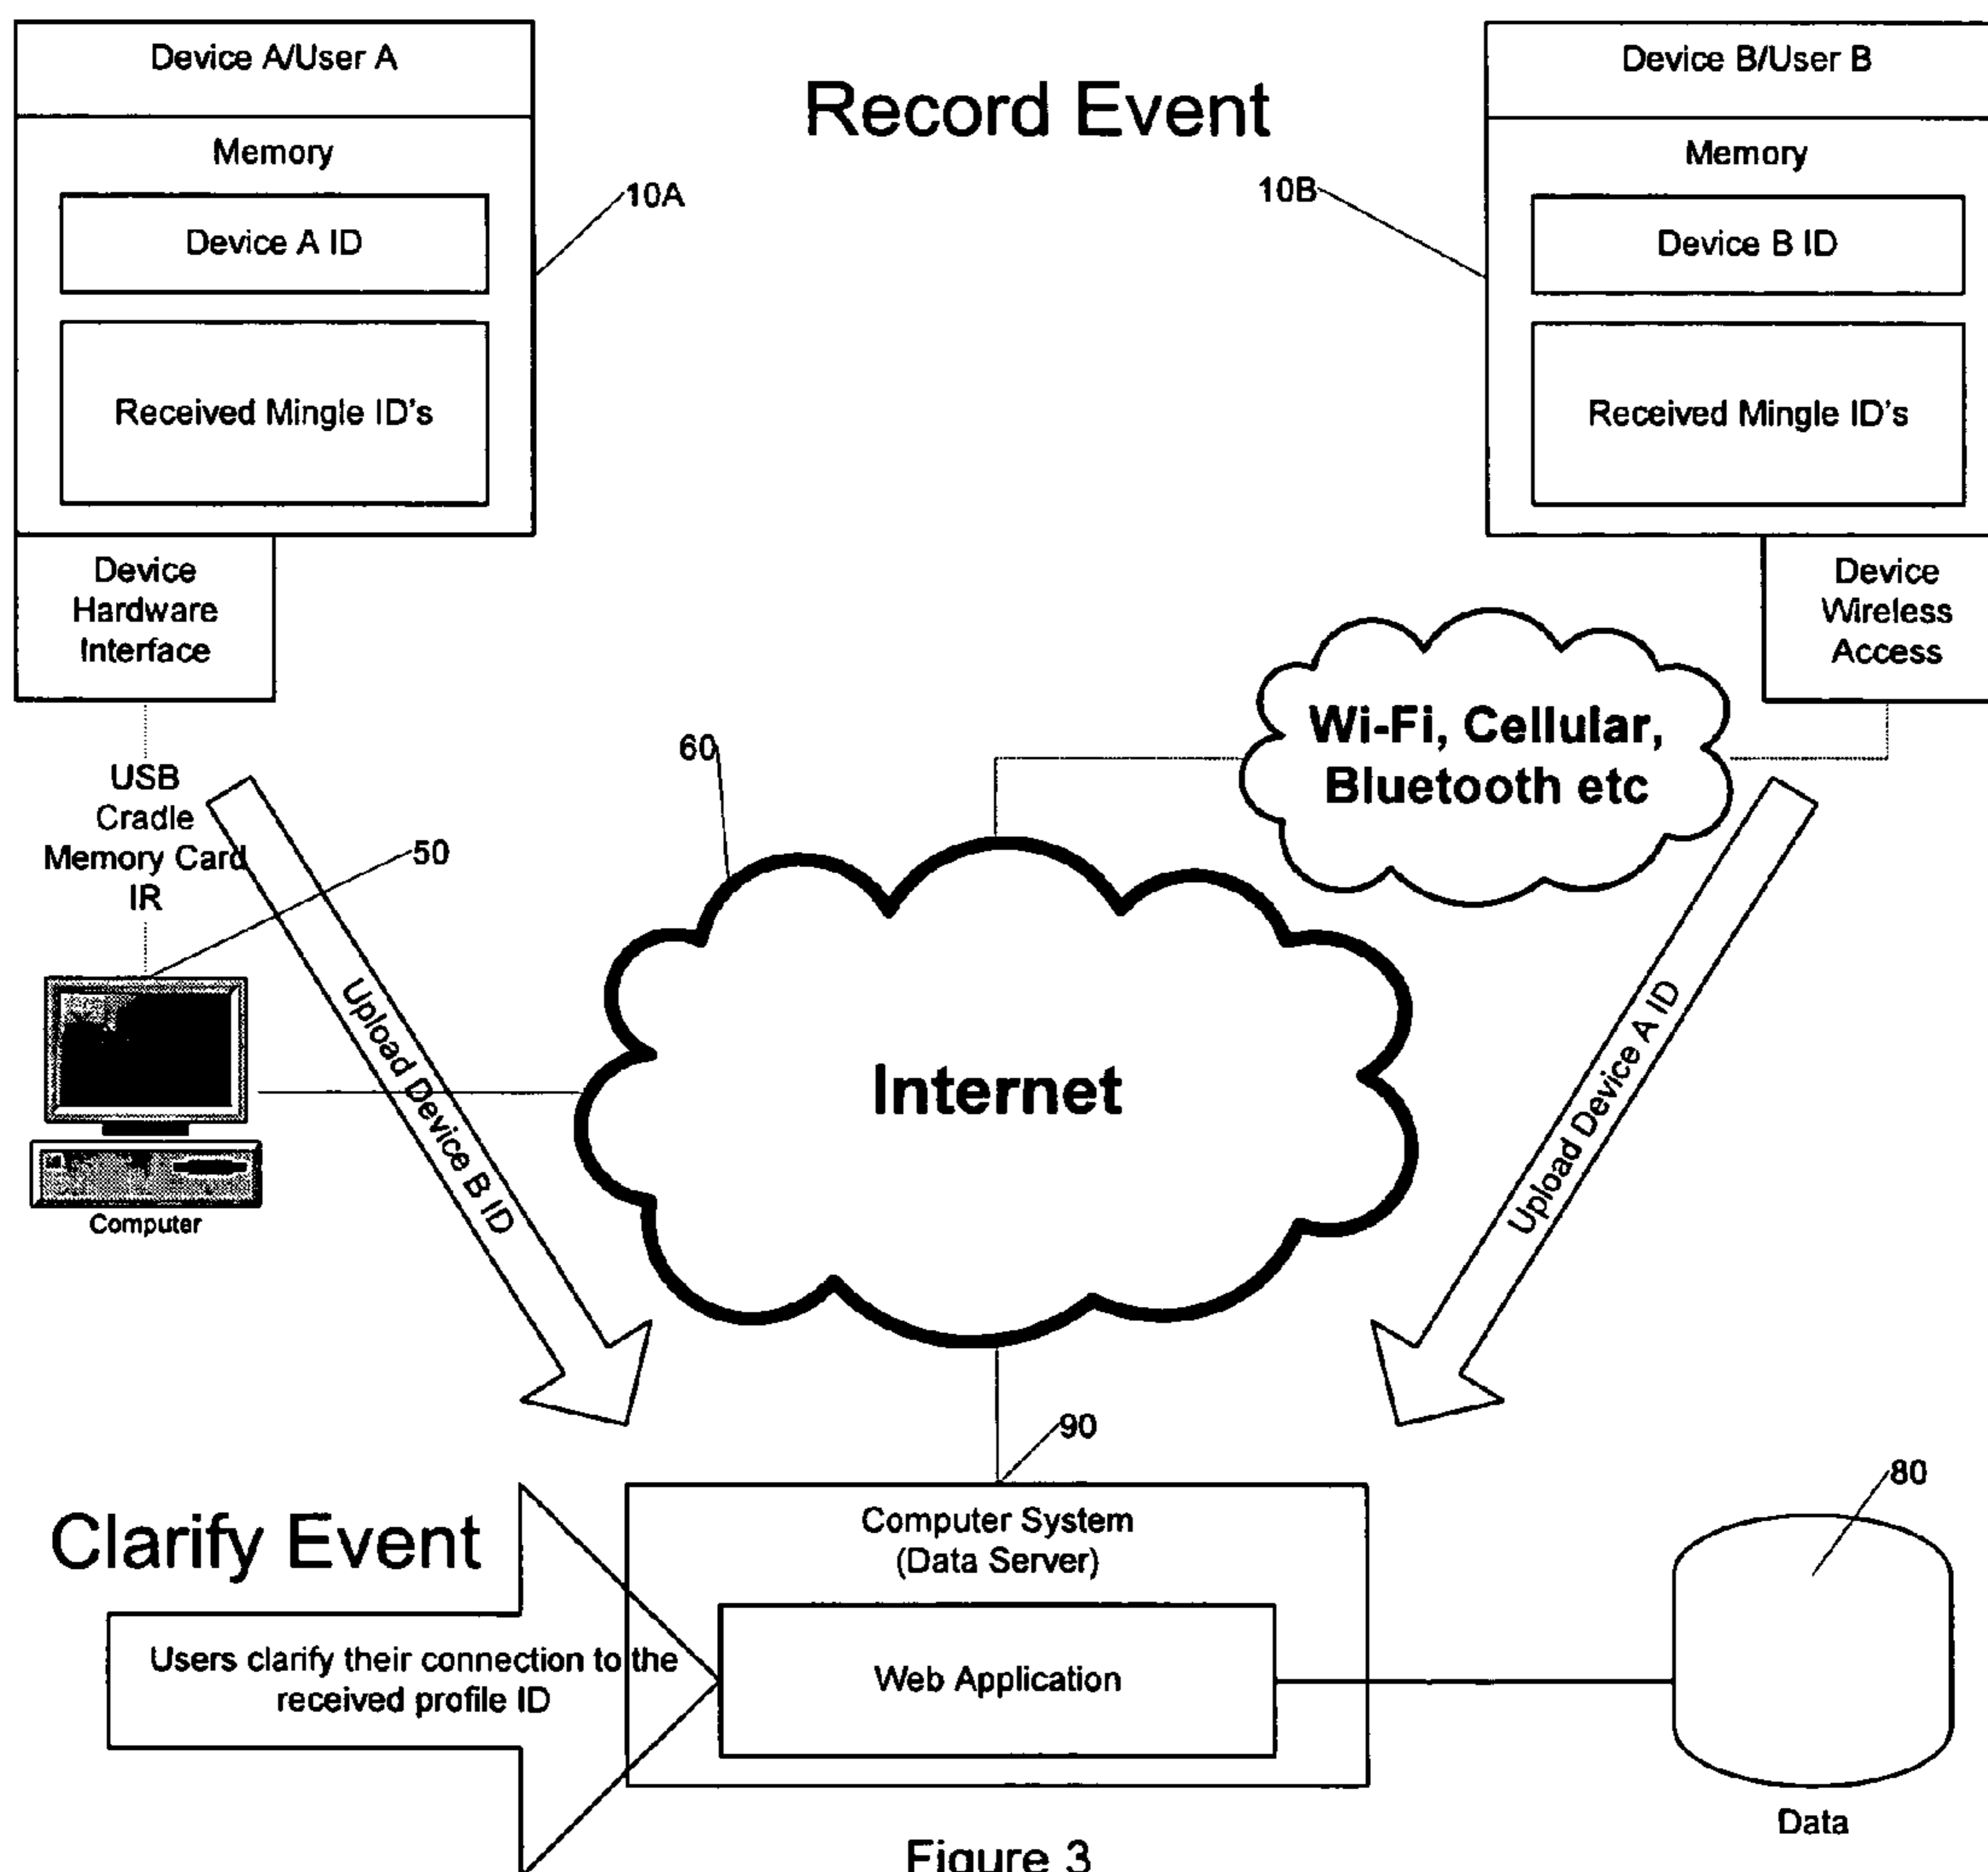 Device A/User A
Memory
Device A ID
Received Mingle ID's
Device
Hardware
Interface
10A
Record Event
Device B/User B
Memory
Device B ID
Received Mingle ID's
Device
Wireless
Access
10B
USB
Cradle
Memory Card
IR
50
Computer
60
Wi-Fi, Cellular,
Bluetooth etc
Internet
Upload Device B ID
Upload Device A ID
90
Clarify Event
Users clarify their connection to the
received profile ID
Computer System
(Data Server)
Web Application
80
Data
Figure 3